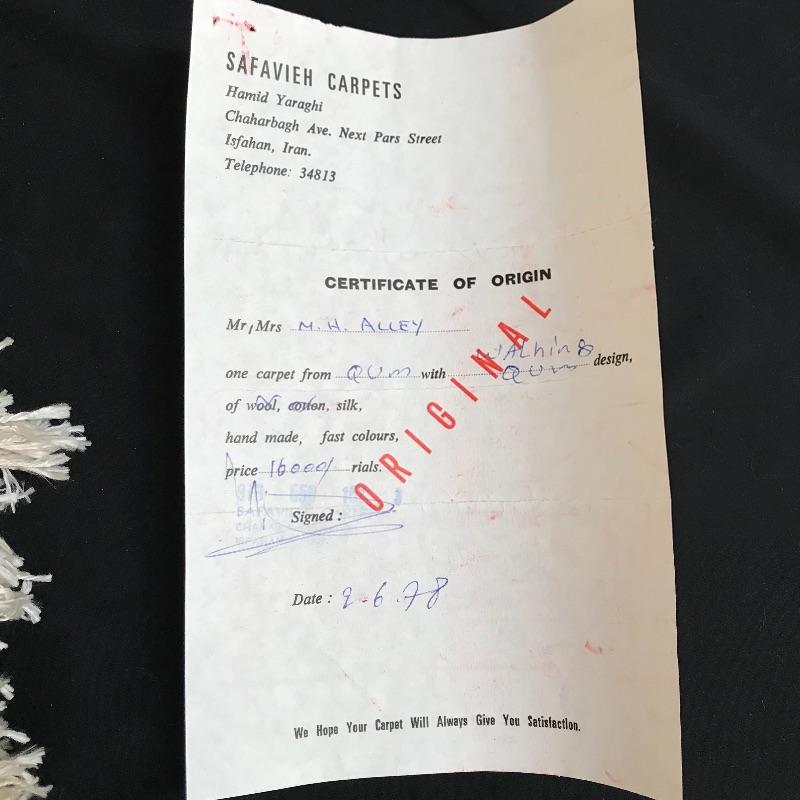 SAFAVIEH CARPETS
Hamid Yaraghi
Chaharbagh Ave. Next Pars Street
Isfahan, Iran.
Telephone: 34813
CERTIFICATE OF ORIGIN
Mr/Mrs M. H. ALLEY
one carpet from QUM with QUM design,
of wool, cotton, silk,
hand made, fast colours,
price 16000/ rials.
ORIGINAL
Signed:
Date: 2.6.78
We Hope Your Carpet Will Always Give You Satisfaction.